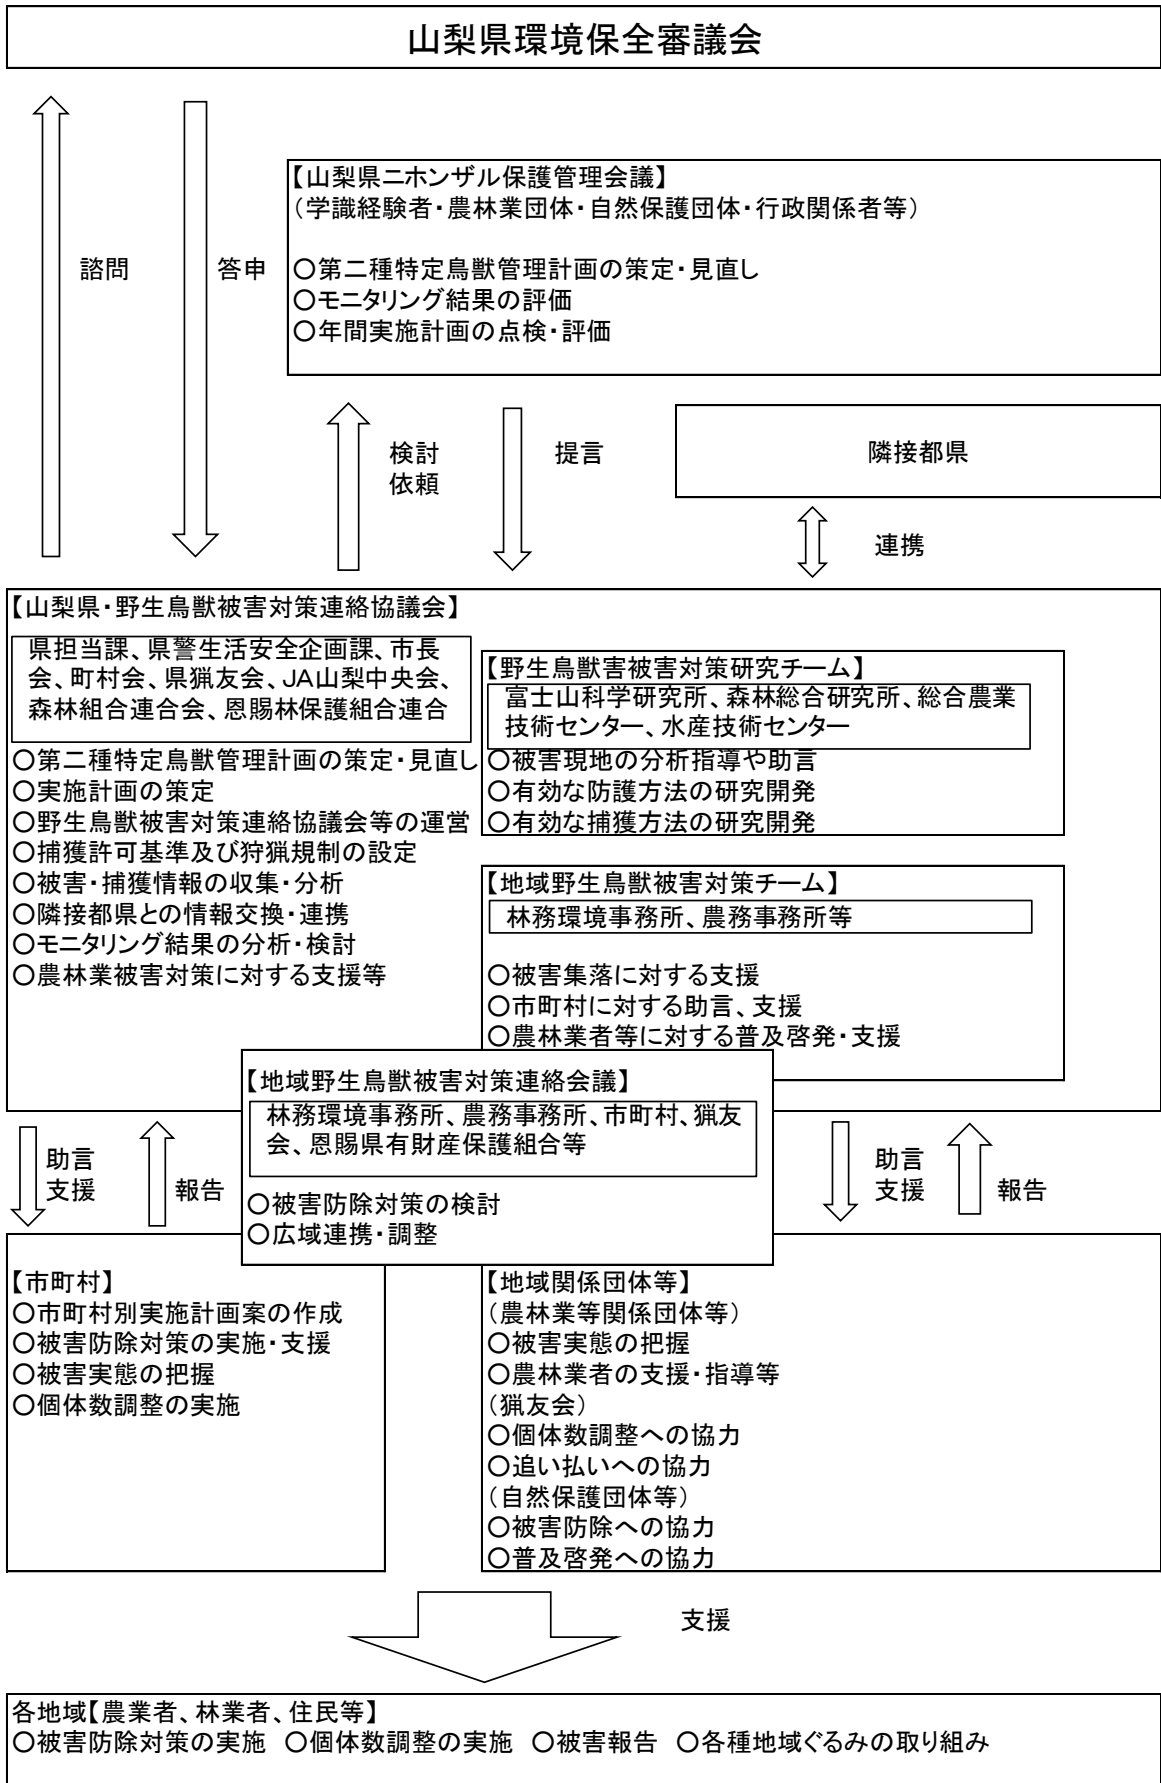 山梨県環境保全審議会
諮問
答申
【山梨県ニホンザル保護管理会議】
（学識経験者・農林業団体・自然保護団体・行政関係者等）
○第二種特定鳥獣管理計画の策定・見直し
○モニタリング結果の評価
○年間実施計画の点検・評価
検討
依頼
提言
隣接都県
連携
【山梨県・野生鳥獣被害対策連絡協議会】
県担当課、県警生活安全企画課、市長
会、町村会、県猟友会、JA山梨中央会、
森林組合連合会、恩賜林保護組合連合
○第二種特定鳥獣管理計画の策定・見直し
○実施計画の策定
○野生鳥獣被害対策連絡協議会等の運営
○捕獲許可基準及び狩猟規制の設定
○被害・捕獲情報の収集・分析
○隣接都県との情報交換・連携
○モニタリング結果の分析・検討
○農林業被害対策に対する支援等
【野生鳥獣害被害対策研究チーム】
富士山科学研究所、森林総合研究所、総合農業
技術センター、水産技術センター
○被害現地の分析指導や助言
○有効な防護方法の研究開発
○有効な捕獲方法の研究開発
【地域野生鳥獣被害対策チーム】
林務環境事務所、農務事務所等
○被害集落に対する支援
○市町村に対する助言、支援
○農林業者等に対する普及啓発・支援
【地域野生鳥獣被害対策連絡会議】
林務環境事務所、農務事務所、市町村、猟友
会、恩賜県有財産保護組合等
○被害防除対策の検討
○広域連携・調整
助言
支援
報告
助言
支援
報告
【市町村】
○市町村別実施計画案の作成
○被害防除対策の実施・支援
○被害実態の把握
○個体数調整の実施
【地域関係団体等】
（農林業等関係団体等）
○被害実態の把握
○農林業者の支援・指導等
（猟友会）
○個体数調整への協力
○追い払いへの協力
（自然保護団体等）
○被害防除への協力
○普及啓発への協力
支援
各地域【農業者、林業者、住民等】
○被害防除対策の実施　○個体数調整の実施　○被害報告　○各種地域ぐるみの取り組み